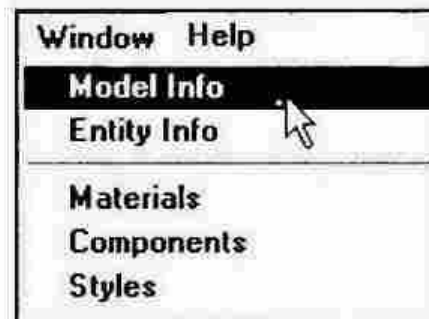 Window Help
Model Info
Entity Info
Materials
Components
Styles